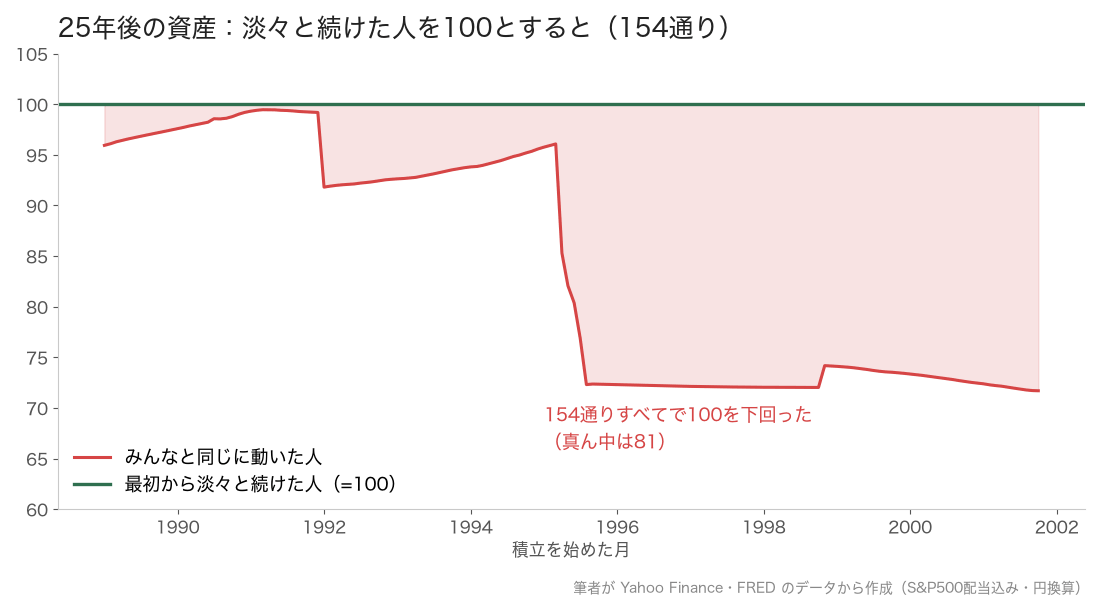 25年後の資産：淡々と続けた人を100とすると（154通り）
105
100
95
90
85
80
75
70
65
60
154通りすべてで100を下回った
（真ん中は81）
みんなと同じに動いた人
最初から淡々と続けた人（=100）
1990
1992
1994
1996
1998
2000
2002
積立を始めた月
筆者が Yahoo Finance・FRED のデータから作成（S&P500配当込み・円換算）